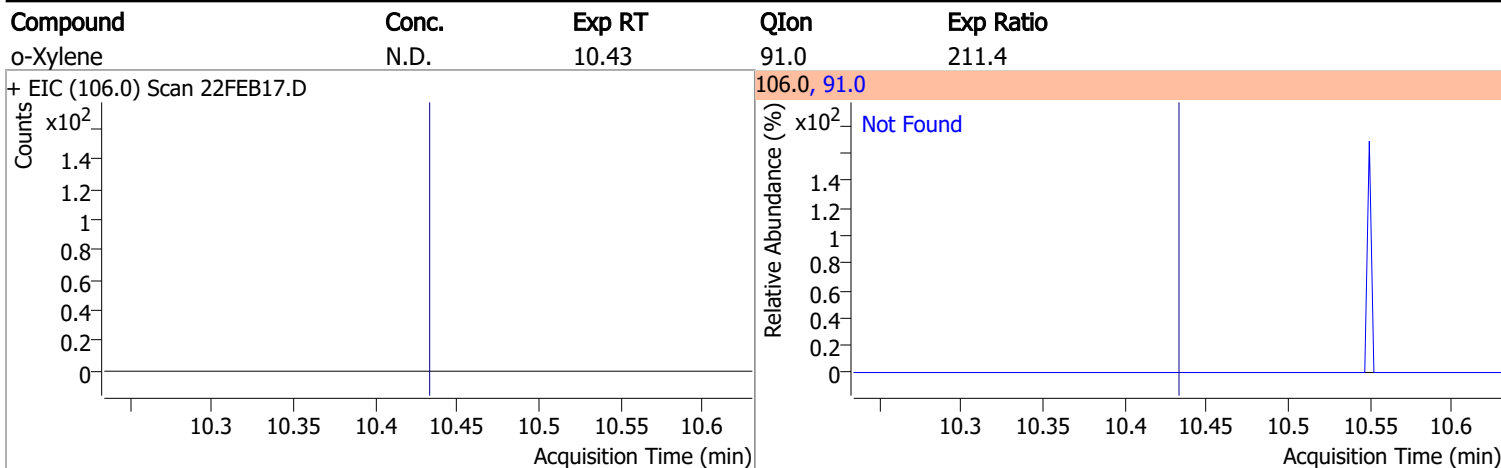 Compound Conc. Exp RT QIon Exp Ratio
o-Xylene N.D. 10.43 91.0 211.4
+ EIC (106.0) Scan 22FEB17.D
Counts
x10²
1.4
1.2
1
0.8
0.6
0.4
0.2
0
10.3 10.35 10.4 10.45 10.5 10.55 10.6
Acquisition Time (min)
106.0, 91.0
Relative Abundance (%)
x10²
Not Found
1.4
1.2
1
0.8
0.6
0.4
0.2
0
10.3 10.35 10.4 10.45 10.5 10.55 10.6
Acquisition Time (min)